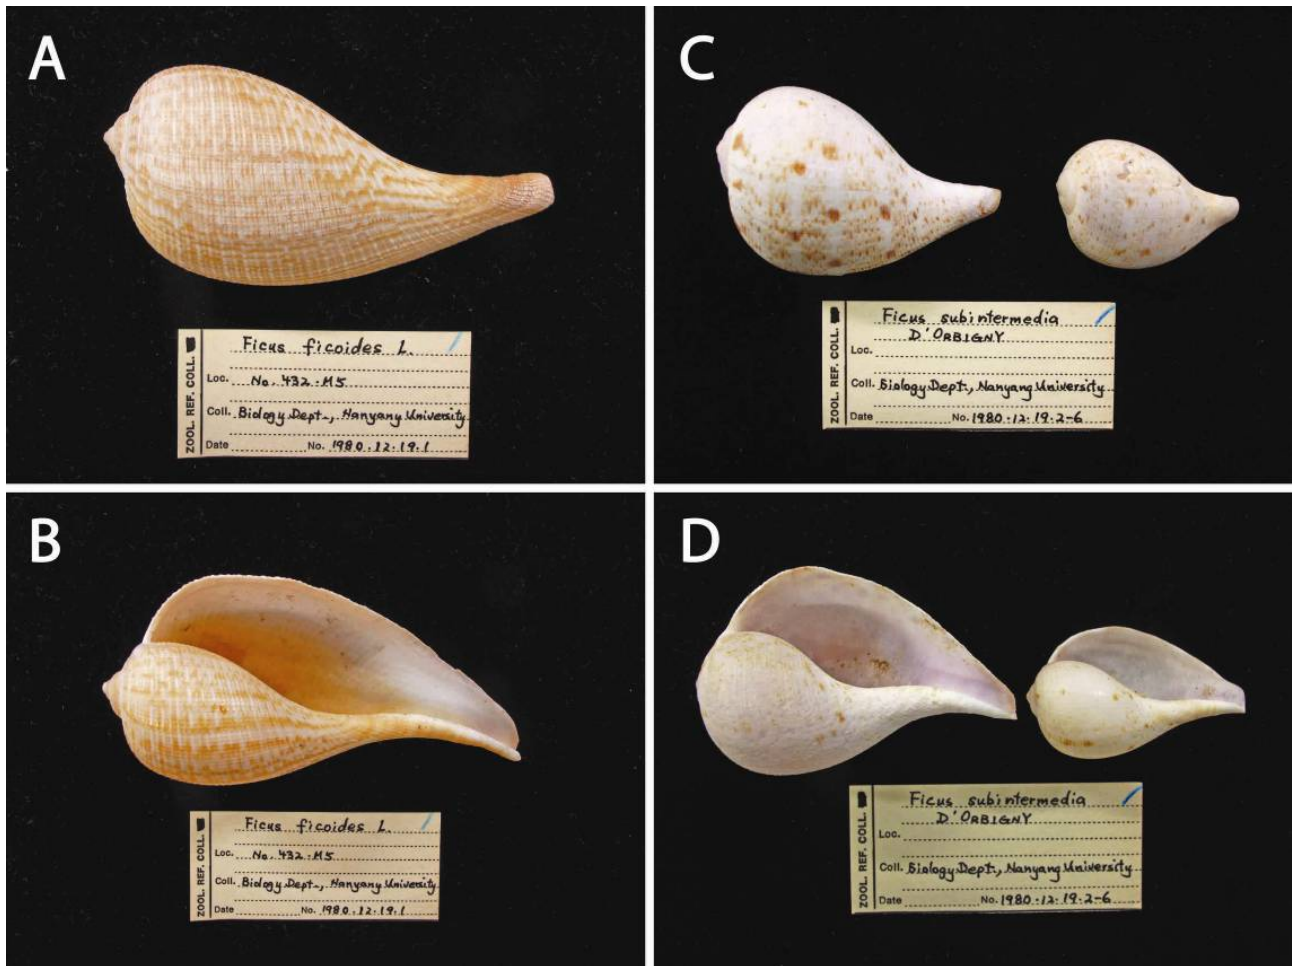 A
ZOOL. REF. COLL.
Ficus ficoides L.
Loc. No. 432.M5
Coll. Biology Dept., Nanyang University
Date No. 1980.12.19.1
C
ZOOL. REF. COLL.
Ficus subintermedia
D'ORBIGNY
Loc.
Coll. Biology Dept., Nanyang University
Date No. 1980.12.19.2-6
B
ZOOL. REF. COLL.
Ficus ficoides L.
Loc. No. 432.M5
Coll. Biology Dept., Nanyang University
Date No. 1980.12.19.1
D
ZOOL. REF. COLL.
Ficus subintermedia
D'ORBIGNY
Loc.
Coll. Biology Dept., Nanyang University
Date No. 1980.12.19.2-6